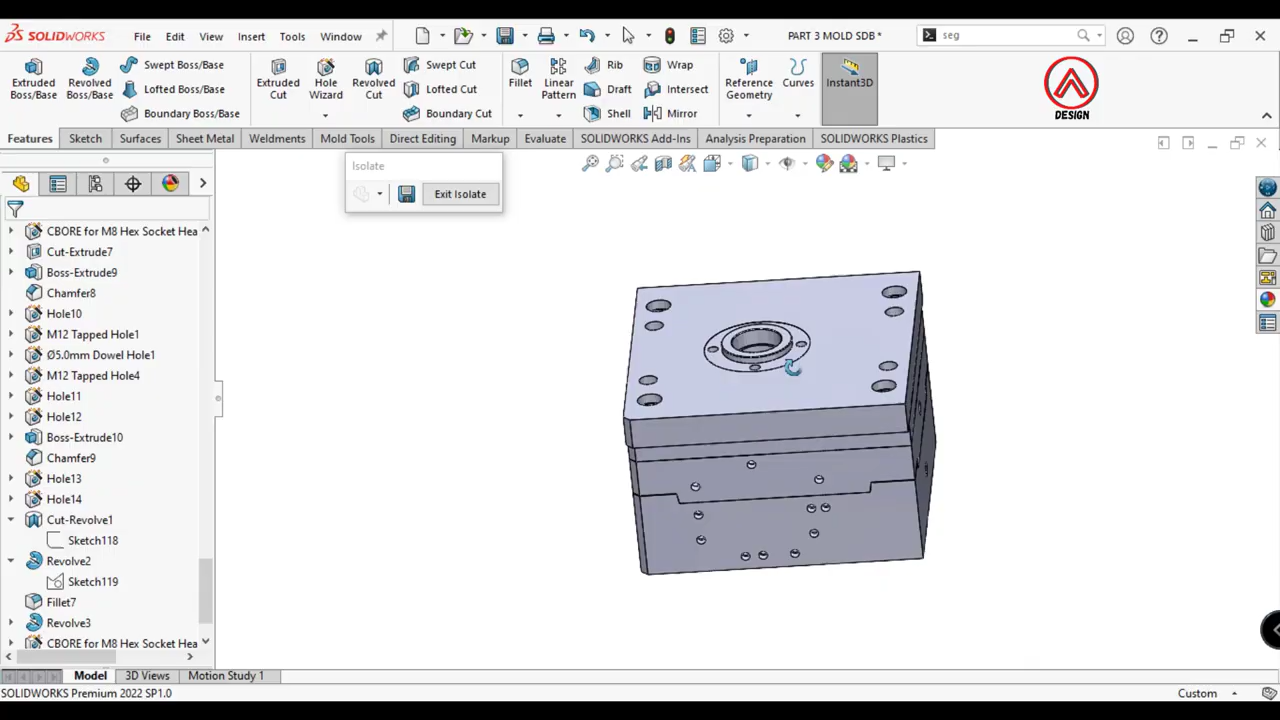 SOLIDWORKS File Edit View Insert Tools Window PART 3 MOLD SDB * seg
Extruded Boss/Base
Revolved Boss/Base
Swept Boss/Base
Lofted Boss/Base
Boundary Boss/Base
Extruded Cut
Hole Wizard
Revolved Cut
Swept Cut
Lofted Cut
Boundary Cut
Fillet
Linear Pattern
Rib
Draft
Shell
Wrap
Intersect
Mirror
Reference Geometry
Curves
Instant3D
DESIGN
Features Sketch Surfaces Sheet Metal Weldments Mold Tools Direct Editing Markup Evaluate SOLIDWORKS Add-Ins Analysis Preparation SOLIDWORKS Plastics
Isolate
Exit Isolate
CBORE for M8 Hex Socket Hea
Cut-Extrude7
Boss-Extrude9
Chamfer8
Hole10
M12 Tapped Hole1
Ø5.0mm Dowel Hole1
M12 Tapped Hole4
Hole11
Hole12
Boss-Extrude10
Chamfer9
Hole13
Hole14
Cut-Revolve1
Sketch118
Revolve2
Sketch119
Fillet7
Revolve3
CBORE for M8 Hex Socket Hea
Model 3D Views Motion Study 1
SOLIDWORKS Premium 2022 SP1.0 Custom